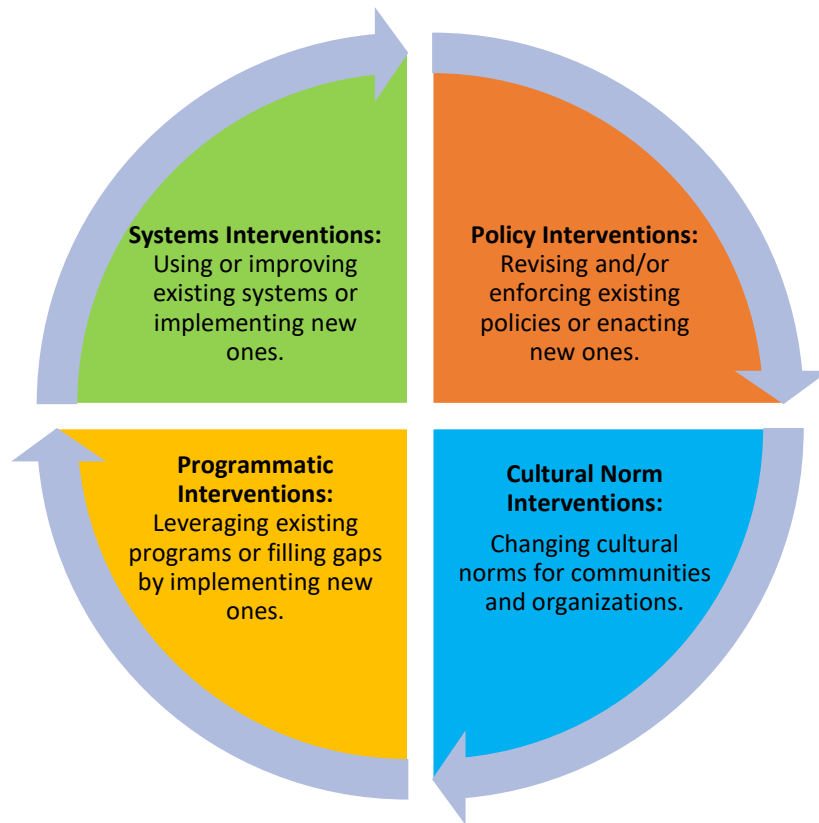 Systems Interventions:
Using or improving
existing systems or
implementing new
ones.
Policy Interventions:
Revising and/or
enforcing existing
policies or enacting
new ones.
Programmatic
Interventions:
Leveraging existing
programs or filling gaps
by implementing new
ones.
Cultural Norm
Interventions:
Changing cultural
norms for communities
and organizations.